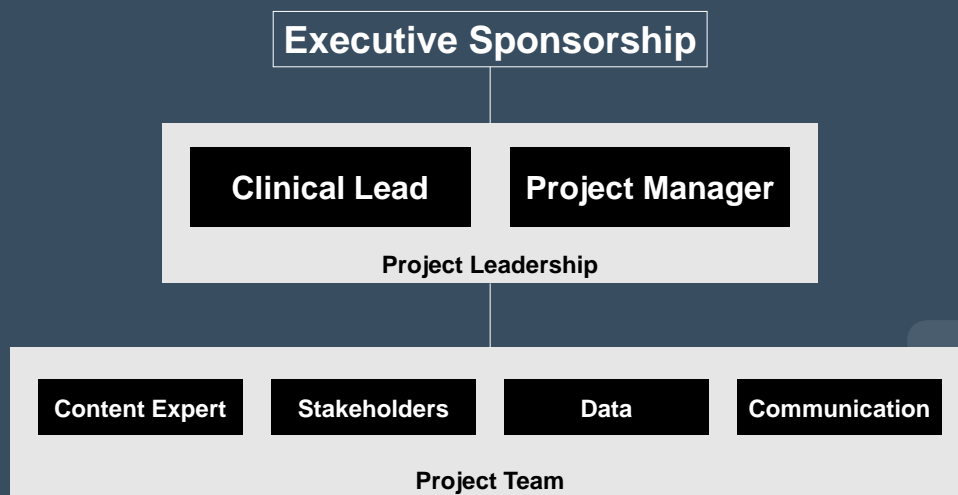 Executive Sponsorship
Clinical Lead
Project Manager
Project Leadership
Content Expert
Stakeholders
Data
Communication
Project Team